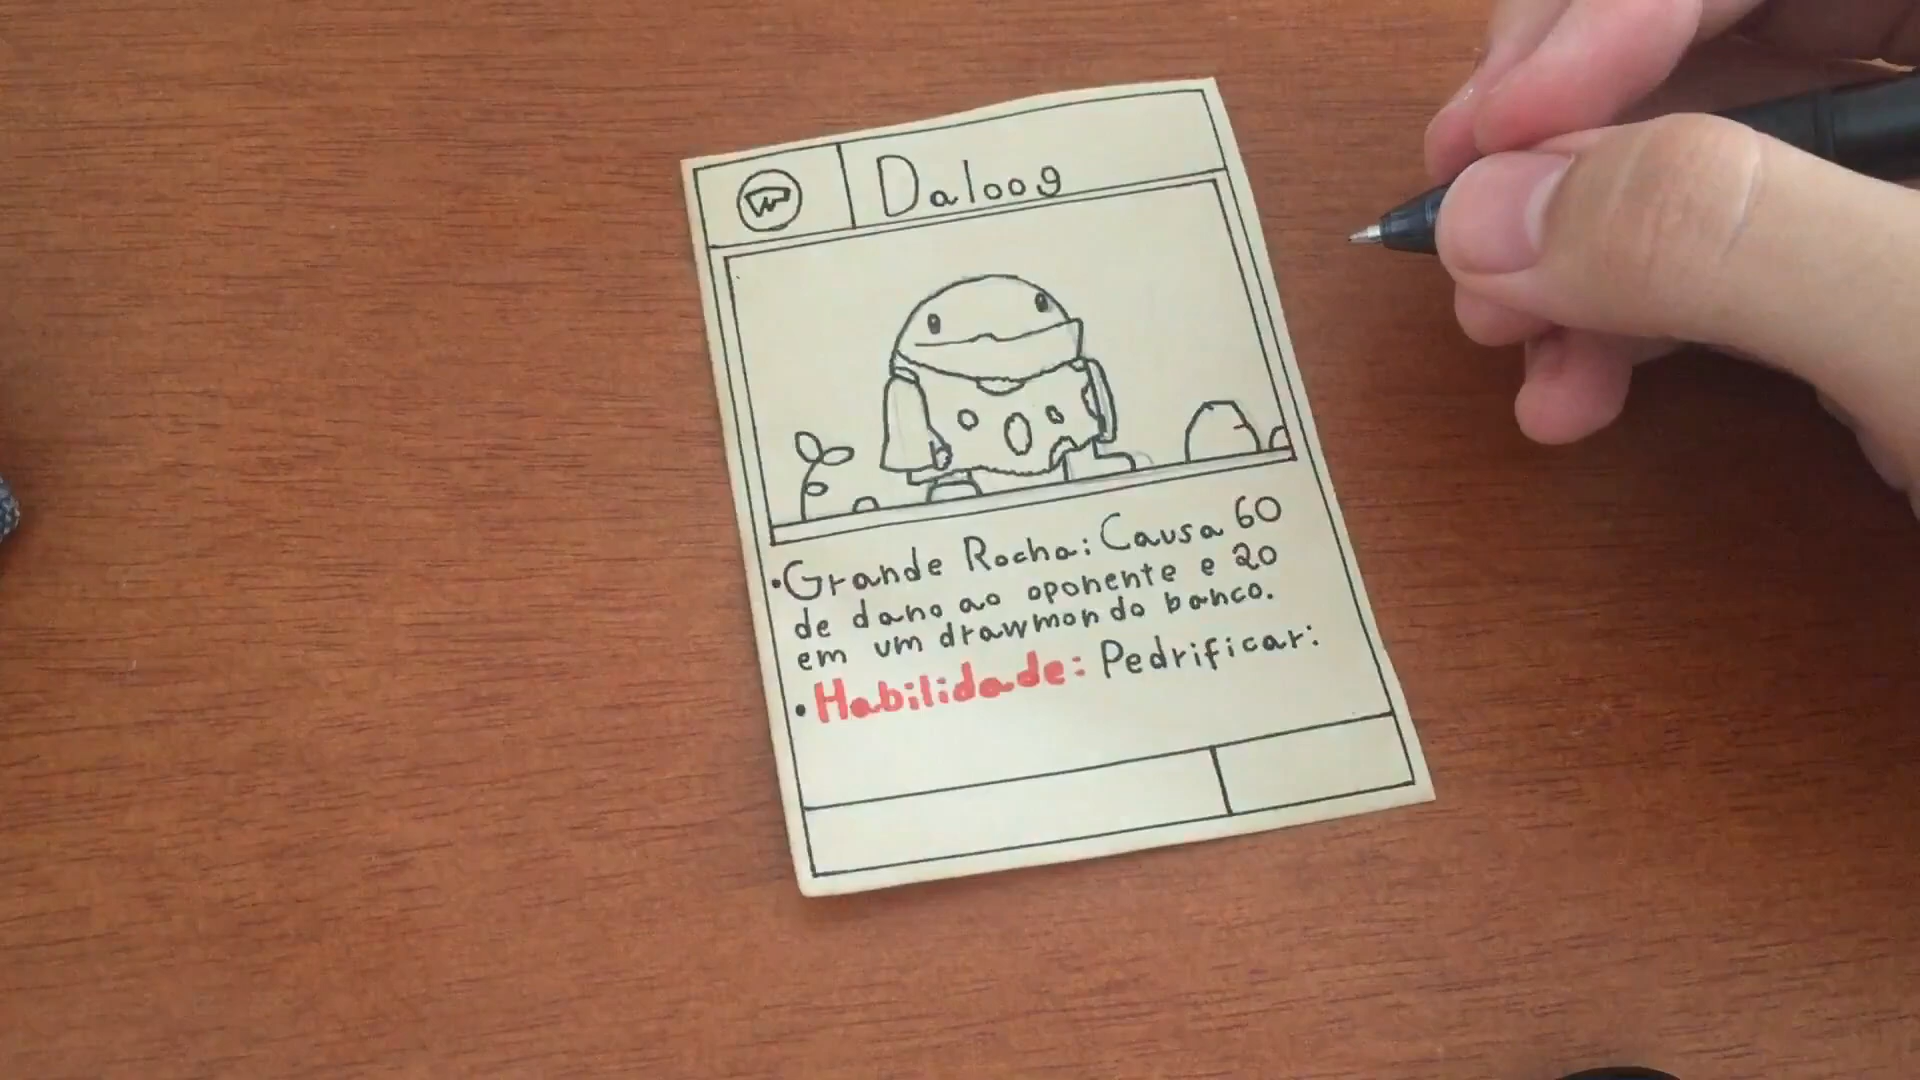 Daloog
•Grande Rocha: Causa 60
de dano ao oponente e 20
em um drawmon do banco.
•Habilidade: Pedrificar: